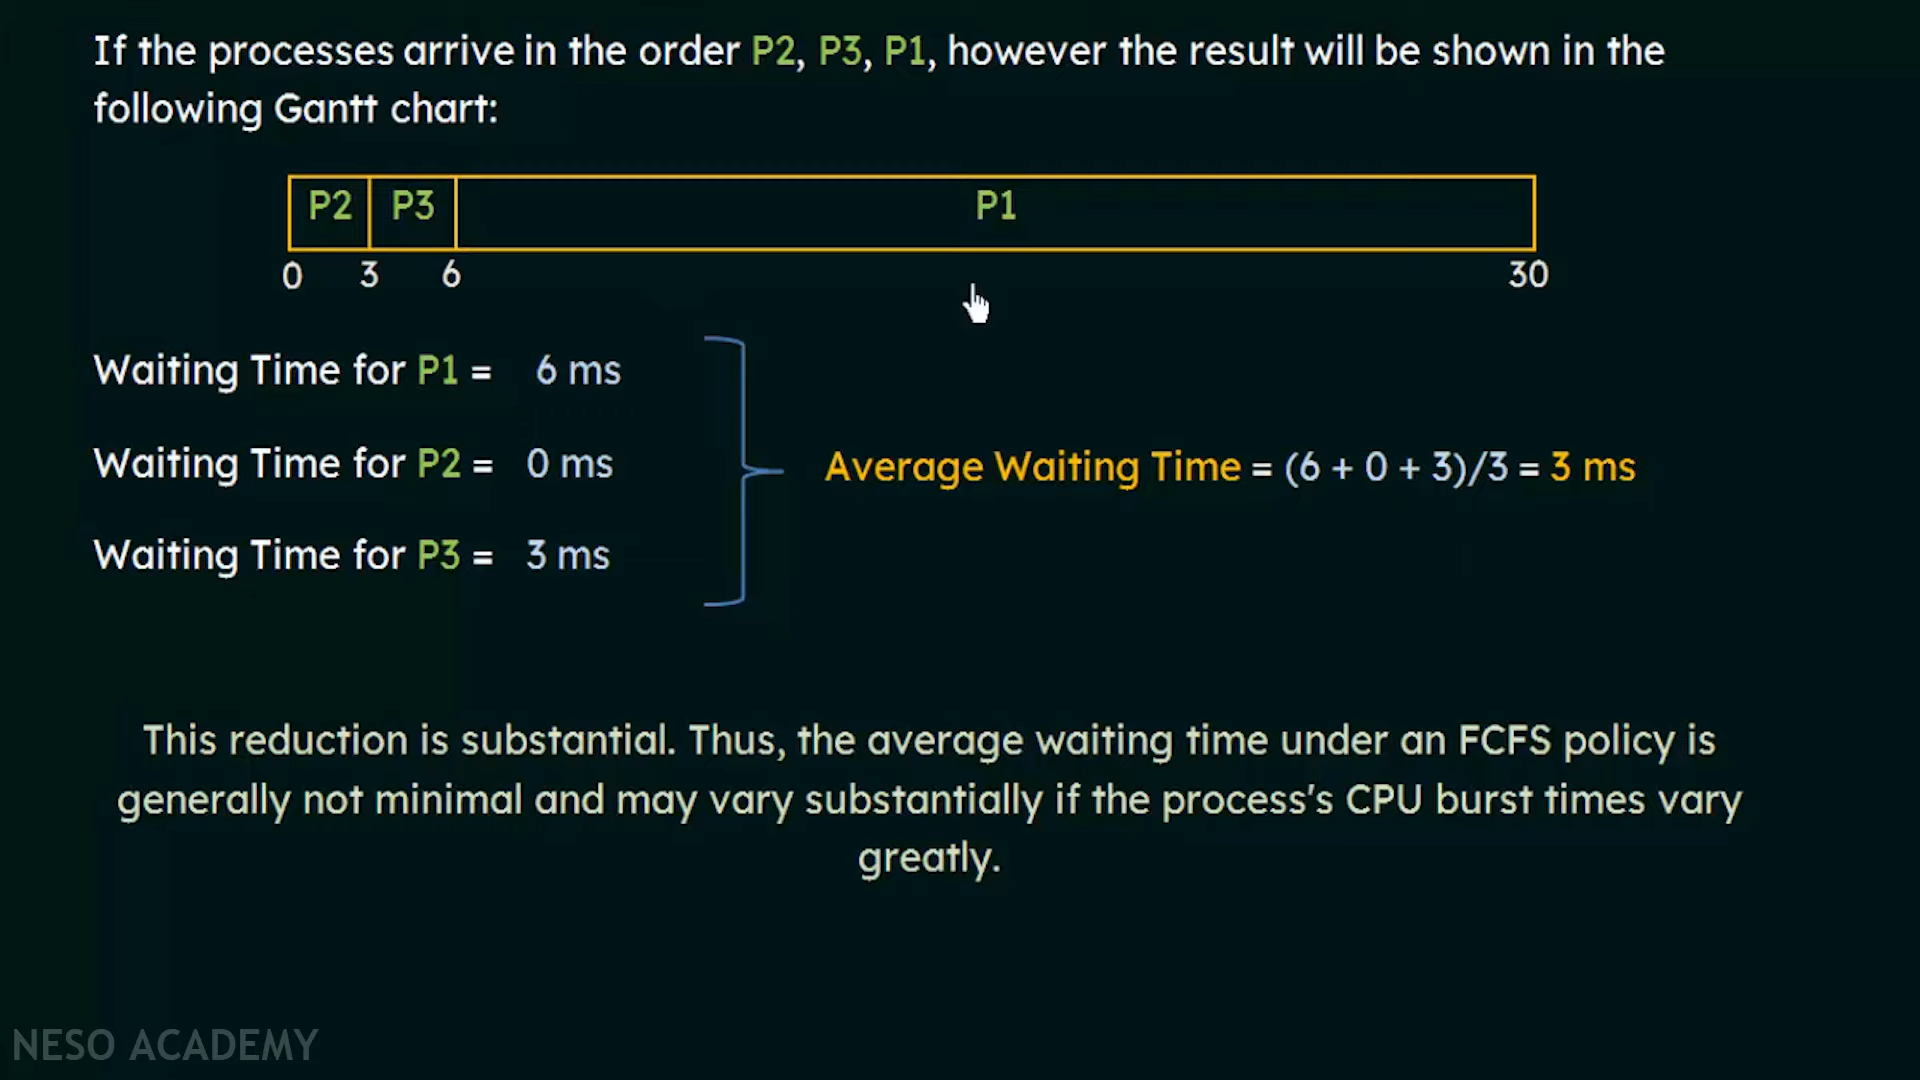 If the processes arrive in the order P2, P3, P1, however the result will be shown in the
following Gantt chart:
P2 P3 P1
0 3 6 30
Waiting Time for P1 = 6 ms
Waiting Time for P2 = 0 ms
Average Waiting Time = (6 + 0 + 3)/3 = 3 ms
Waiting Time for P3 = 3 ms
This reduction is substantial. Thus, the average waiting time under an FCFS policy is
generally not minimal and may vary substantially if the process's CPU burst times vary
greatly.
NESO ACADEMY